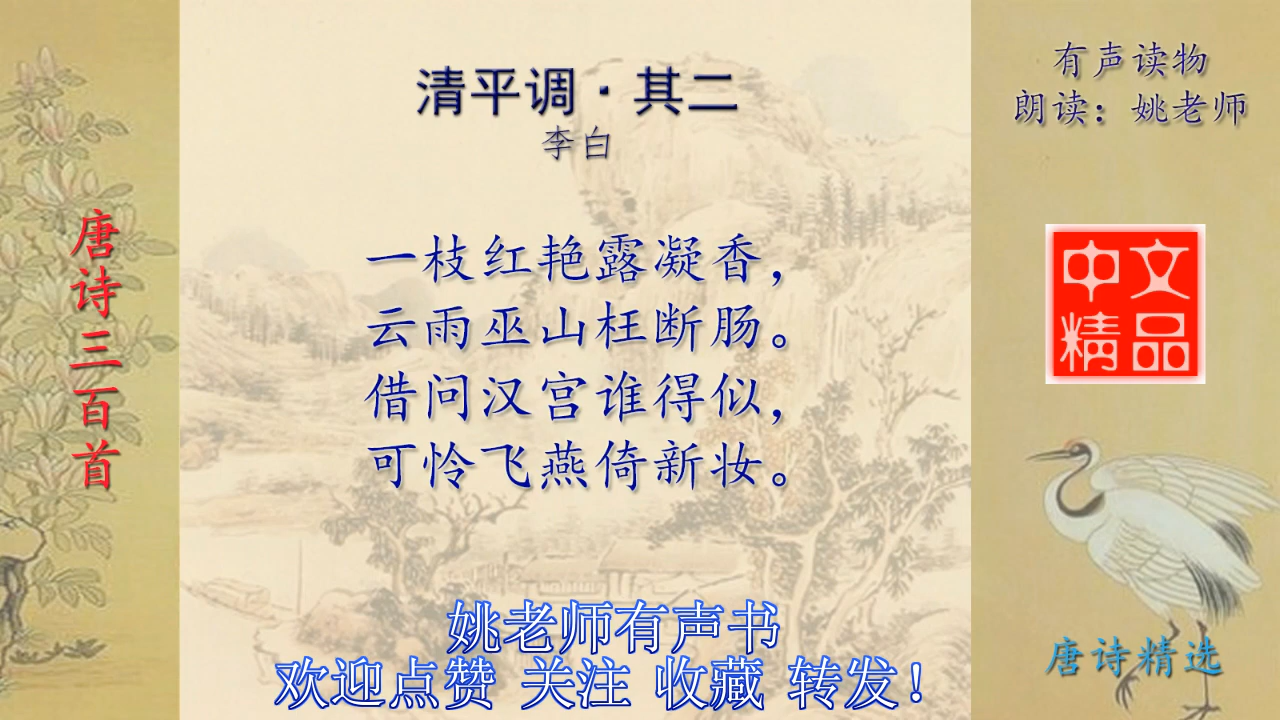 清平调·其二
李白
一枝红艳露凝香，
云雨巫山枉断肠。
借问汉宫谁得似，
可怜飞燕倚新妆。
唐诗三百首
有声读物
朗读：姚老师
中文
精品
唐诗精选
姚老师有声书
欢迎点赞 关注 收藏 转发！